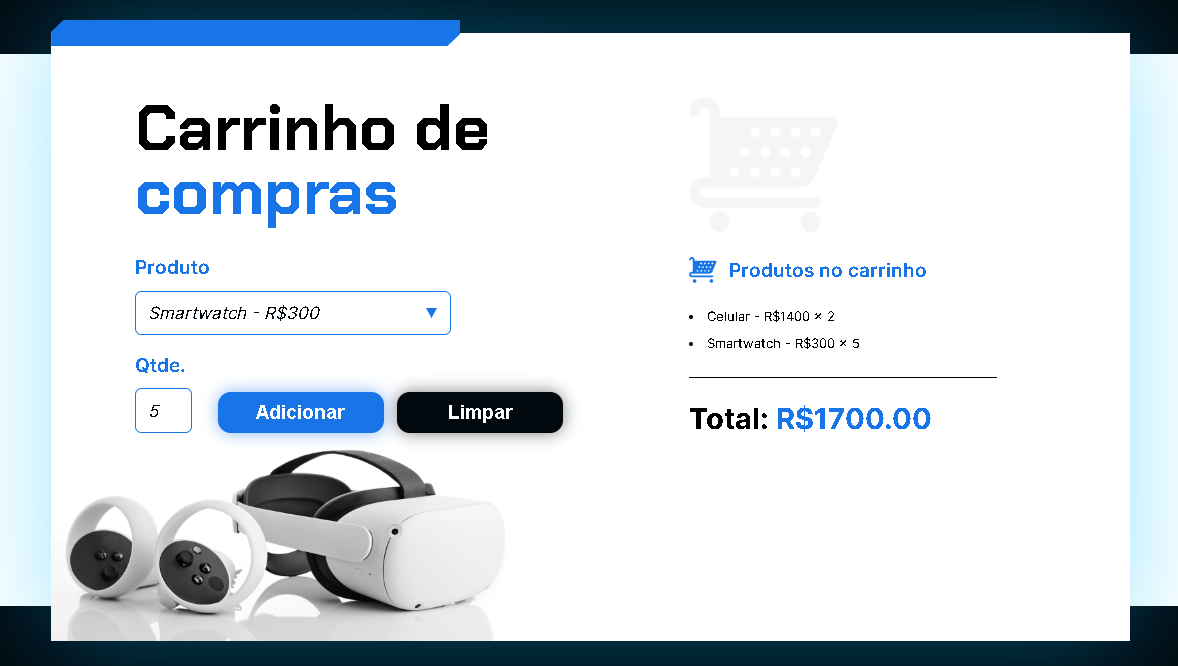 Carrinho de
compras
Produto
Smartwatch - R$300
Qtde.
5
Adicionar
Limpar
Produtos no carrinho
Celular - R$1400 × 2
Smartwatch - R$300 × 5
Total: R$1700.00